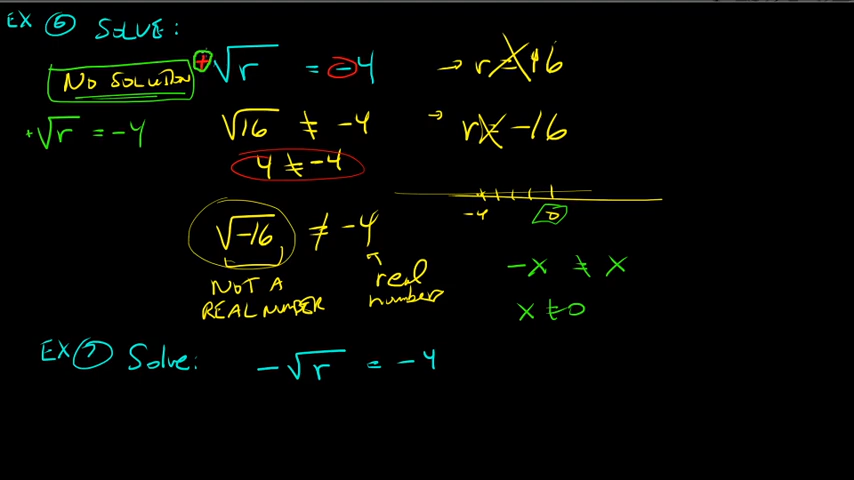 EX 6 SOLVE:
NO SOLUTION
+√r = -4
→ r = +16
+√r = -4
√16 ≠ -4
→ r = -16
4 ≠ -4
-4 0
√-16 ≠ -4
NOT A REAL NUMBER
real number
-x ≠ x
x ≠ 0
EX 7 Solve: -√r = -4